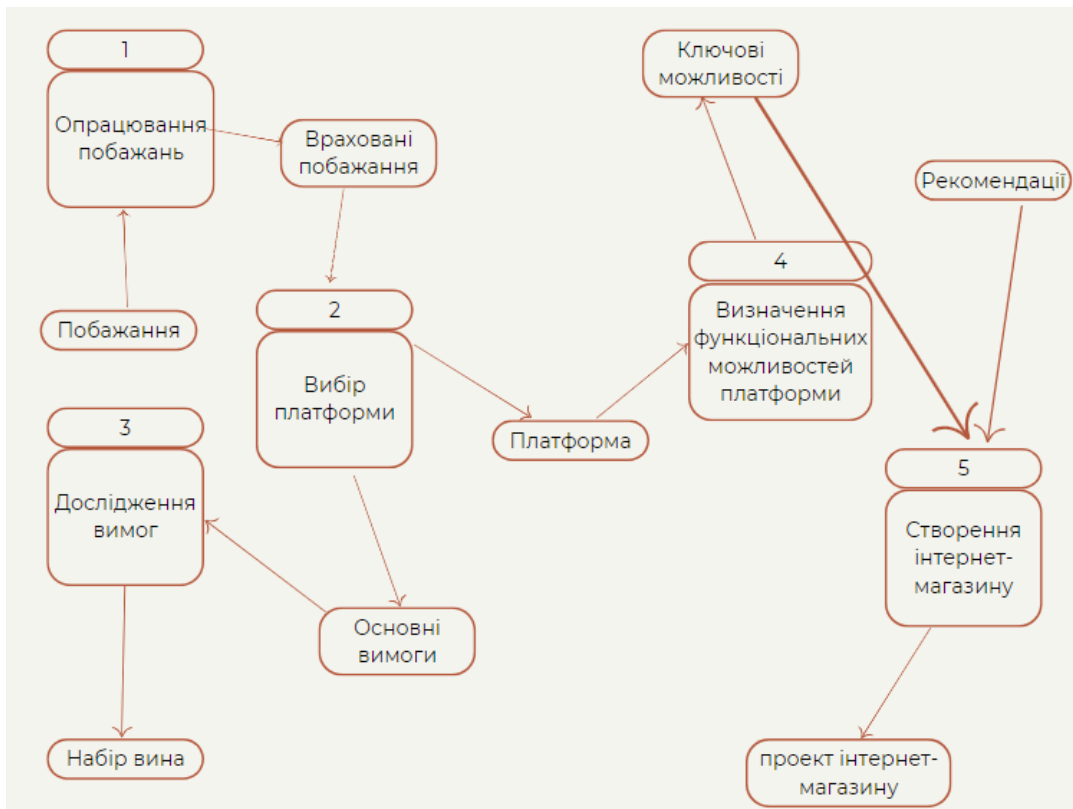 1
Опрацювання
побажань
Враховані
побажання
Побажання
2
Вибір
платформи
3
Дослідження
вимог
Основні
вимоги
Набір вина
Платформа
Ключові
можливості
4
Визначення
функціональних
можливостей
платформи
Рекомендації
5
Створення
інтернет-
магазину
проект інтернет-
магазину